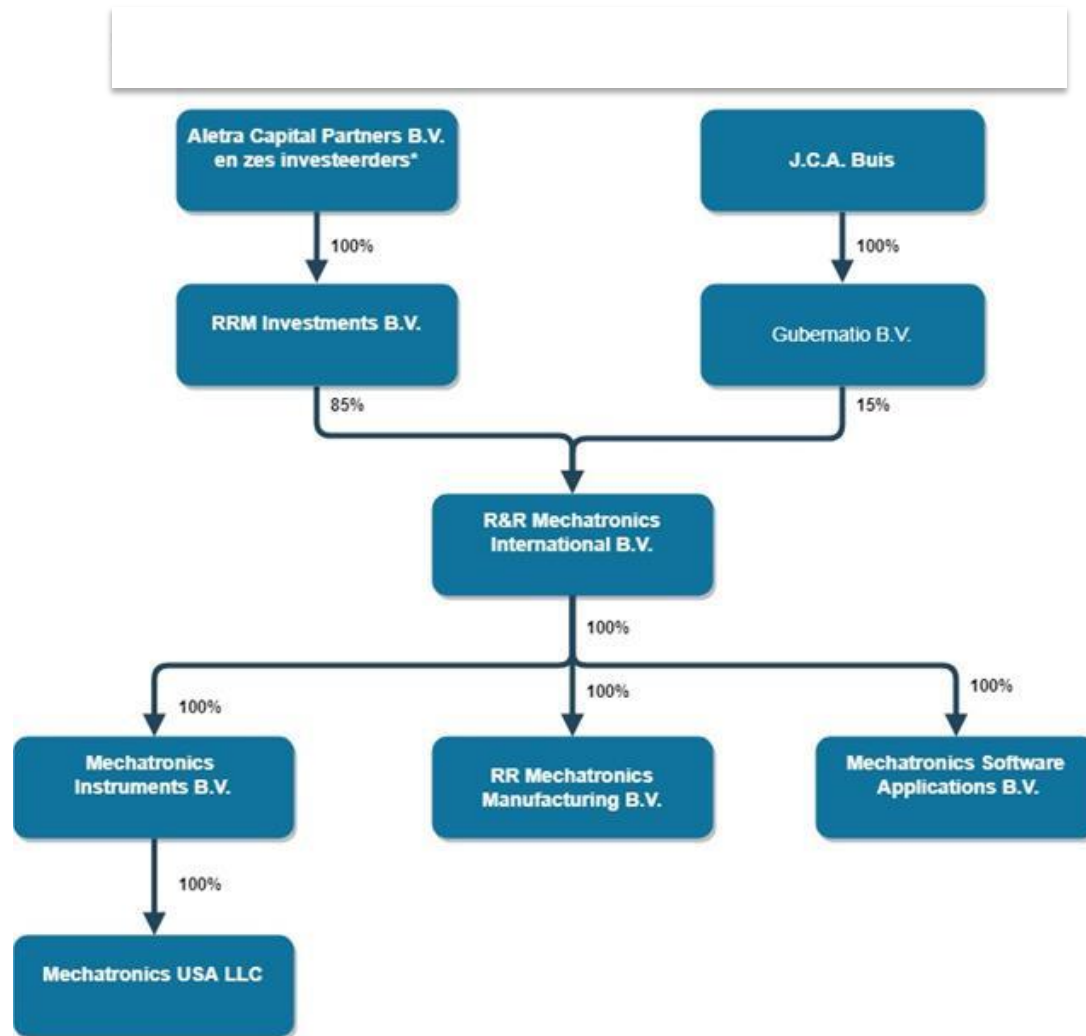 Aletra Capital Partners B.V.
en zes investeerders*
J.C.A. Buis
100%
100%
RRM Investments B.V.
Gubernatio B.V.
85%
15%
R&R Mechatronics
International B.V.
100%
100%
100%
100%
Mechatronics
Instruments B.V.
RR Mechatronics
Manufacturing B.V.
Mechatronics Software
Applications B.V.
100%
Mechatronics USA LLC